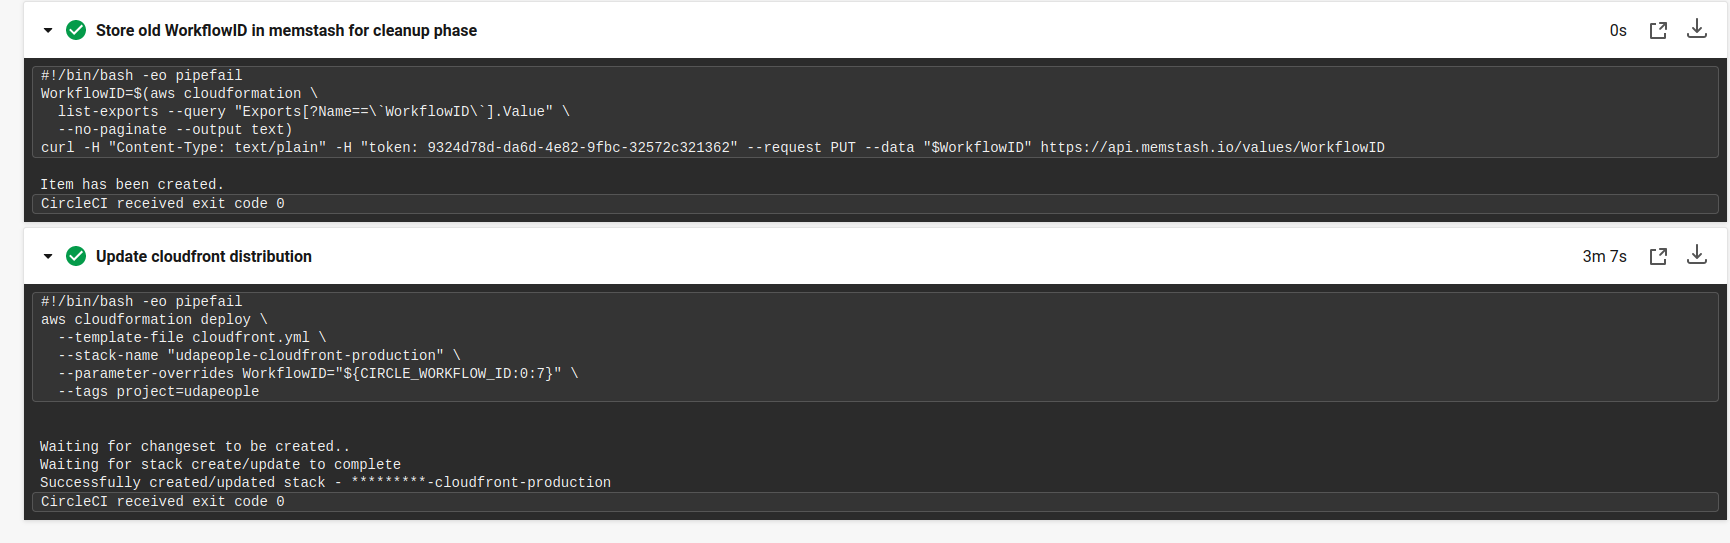 Store old WorkflowID in memstash for cleanup phase 0s
#!/bin/bash -eo pipefail
WorkflowID=$(aws cloudformation \
  list-exports --query "Exports[?Name==\`WorkflowID\`].Value" \
  --no-paginate --output text)
curl -H "Content-Type: text/plain" -H "token: 9324d78d-da6d-4e82-9fbc-32572c321362" --request PUT --data "$WorkflowID" https://api.memstash.io/values/WorkflowID
Item has been created.
CircleCI received exit code 0
Update cloudfront distribution 3m 7s
#!/bin/bash -eo pipefail
aws cloudformation deploy \
  --template-file cloudfront.yml \
  --stack-name "udapeople-cloudfront-production" \
  --parameter-overrides WorkflowID="${CIRCLE_WORKFLOW_ID:0:7}" \
  --tags project=udapeople
Waiting for changeset to be created..
Waiting for stack create/update to complete
Successfully created/updated stack - *********-cloudfront-production
CircleCI received exit code 0